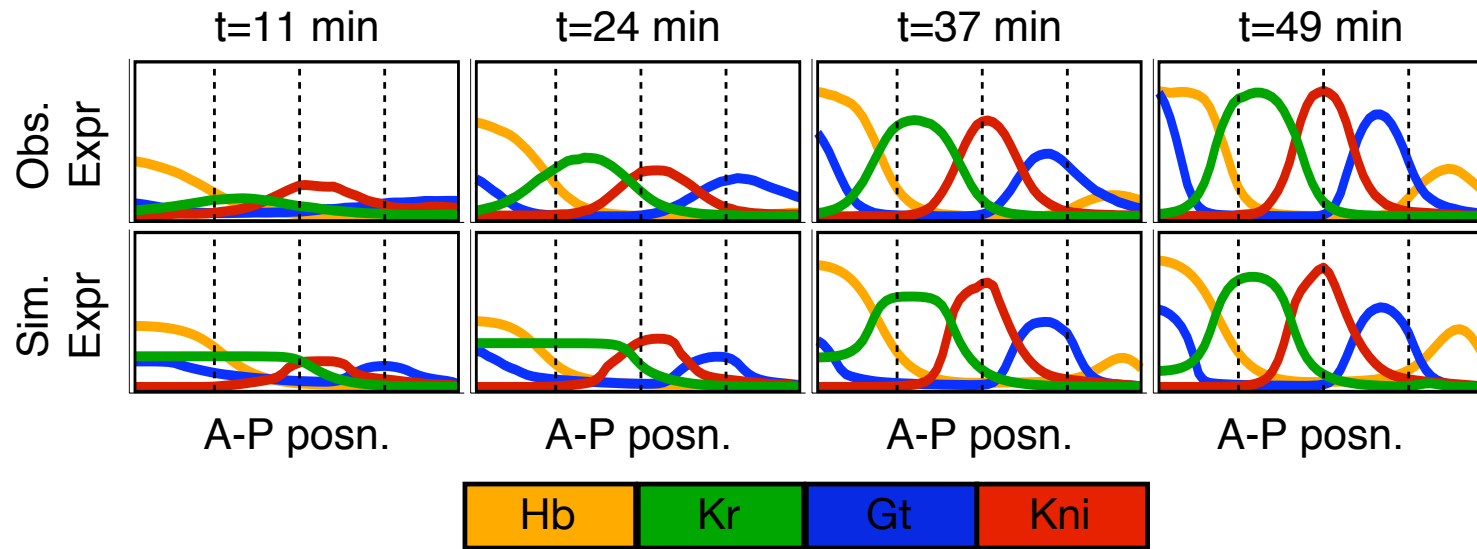 t=11 min t=24 min t=37 min t=49 min
Obs.
Expr
Sim.
Expr
A-P posn. A-P posn. A-P posn. A-P posn.
Hb Kr Gt Kni